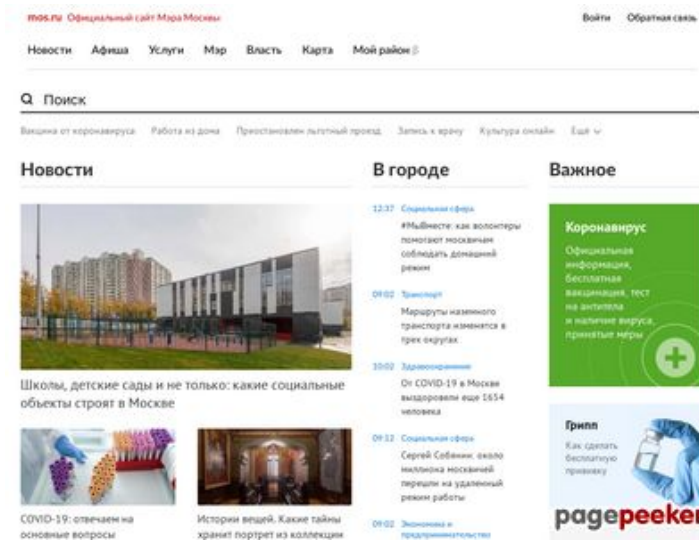 mos.ru Официальный сайт Мэра Москвы
Войти Обратная связь
Новости Афиша Услуги Мэр Власть Карта Мой район β
Поиск
Вакцина от коронавируса Работа из дома Приостановлен льготный проезд Запись к врачу Культура онлайн Ещё
Новости
Школы, детские сады и не только: какие социальные
объекты строят в Москве
COVID-19: отвечаем на
основные вопросы
Истории вещей. Какие тайны
хранит портрет из коллекции
В городе
12:37 Социальная сфера
#МыВместе: как волонтеры
помогают москвичам
соблюдать домашний
режим
09:02 Транспорт
Маршруты наземного
транспорта изменятся в
трех округах
10:02 Здравоохранение
От COVID-19 в Москве
выздоровели еще 1654
человека
09:12 Социальная сфера
Сергей Собянин: около
миллиона москвичей
перешли на удаленный
режим работы
09:02 Экономика и
предпринимательство
Важное
Коронавирус
Официальная
информация,
бесплатная
вакцинация, тест
на антитела
и наличие вируса,
принятые меры
Грипп
Как сделать
бесплатную
прививку
pagepeeker